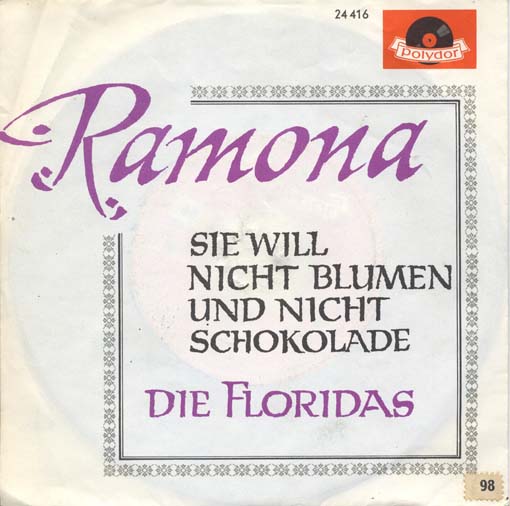 24 416
polydor
Ramona
SIE WILL
NICHT BLUMEN
UND NICHT
SCHOKOLADE
DIE FLORIDAS
98